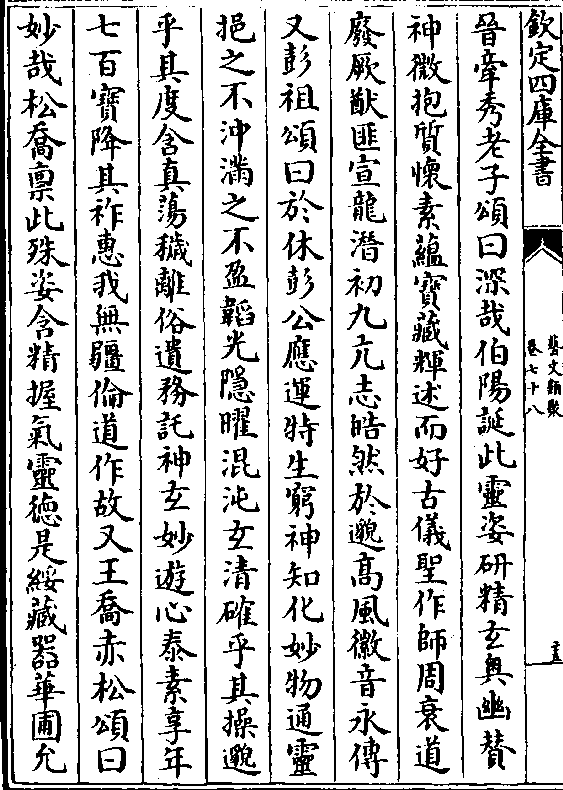 欽定四庫全書
藝文類聚
卷七十八
晉牽秀老子頌曰深哉伯陽誕此靈姿研精玄奧幽賛
神微抱質懷素蘊寶藏輝述而好古儀聖作師周衰道
廢厥猷匪宣龍潛初九亢志皓然於邈髙風徽音永傳
又彭祖頌曰於休彭公應運特生窮神知化妙物通靈
挹之不沖滿之不盈韜光隱曜混沌玄清確乎其操邈
乎其度含真蕩穢離俗遺務託神玄妙遊心泰素享年
七百寶降其祚惠我無疆倫道作故又王喬赤松頌曰
妙哉松喬禀此殊姿含精握氣靈德是綏藏器華圃允